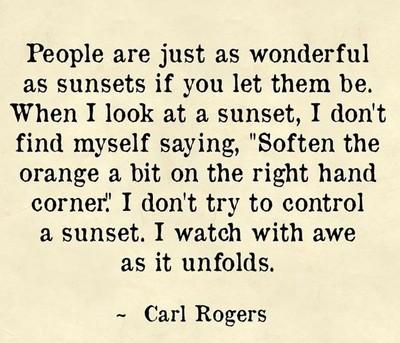 People are just as wonderful
as sunsets if you let them be.
When I look at a sunset, I don't
find myself saying, "Soften the
orange a bit on the right hand
corner." I don't try to control
a sunset. I watch with awe
as it unfolds.
~ Carl Rogers